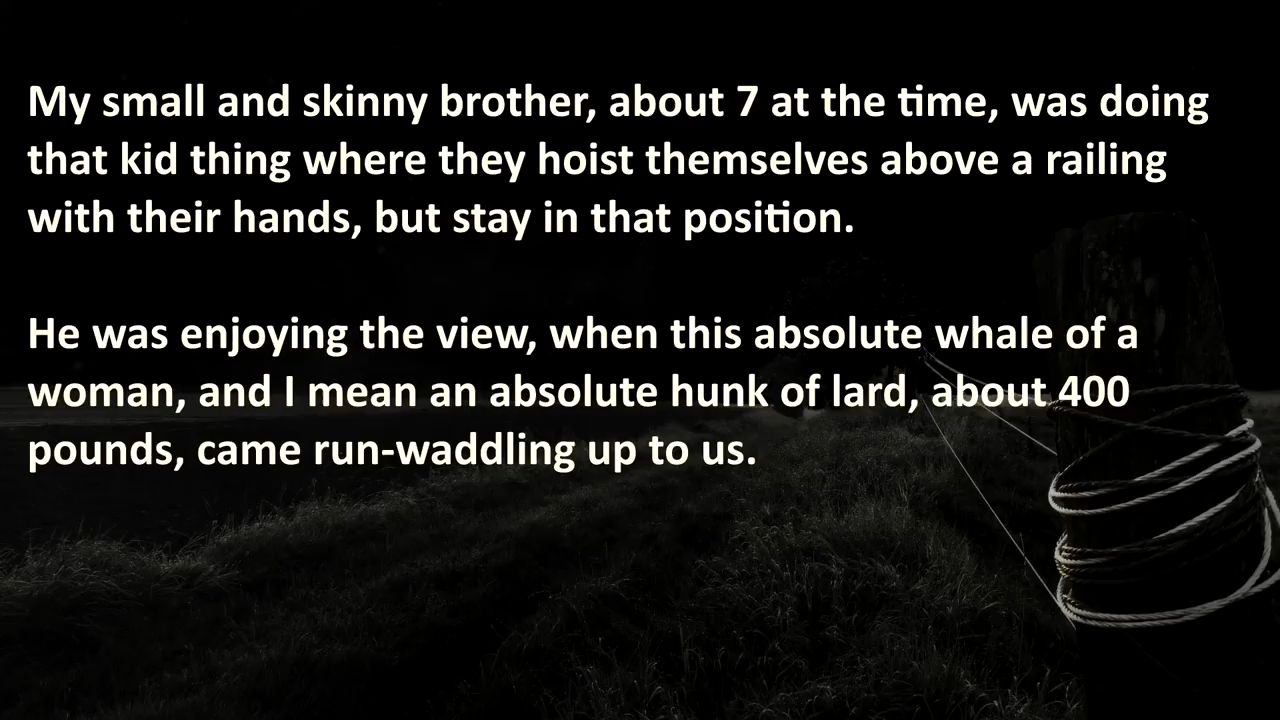 My small and skinny brother, about 7 at the time, was doing
that kid thing where they hoist themselves above a railing
with their hands, but stay in that position.
He was enjoying the view, when this absolute whale of a
woman, and I mean an absolute hunk of lard, about 400
pounds, came run-waddling up to us.